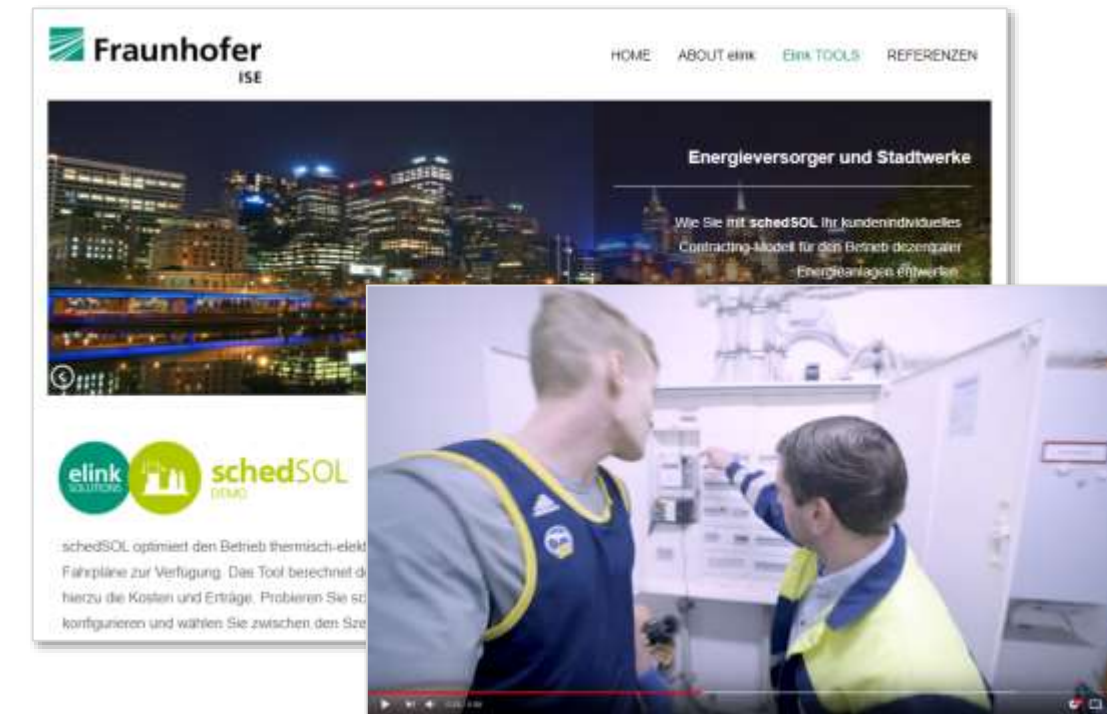 Fraunhofer
ISE
HOME ABOUT elink Elink TOOLS REFERENZEN
Energieversorger und Stadtwerke
Wie Sie mit schedSOL Ihr kundenindividuelles
Contracting-Modell für den Betrieb dezentraler
Energieanlagen entwerfen
elink
SOLUTIONS
schedSOL
DEMO
schedSOL optimiert den Betrieb thermisch-elekt
Fahrpläne zur Verfügung. Das Tool berechnet d
hierzu die Kosten und Erträge. Probieren Sie sc
konfigurieren und wählen Sie zwischen den Sze